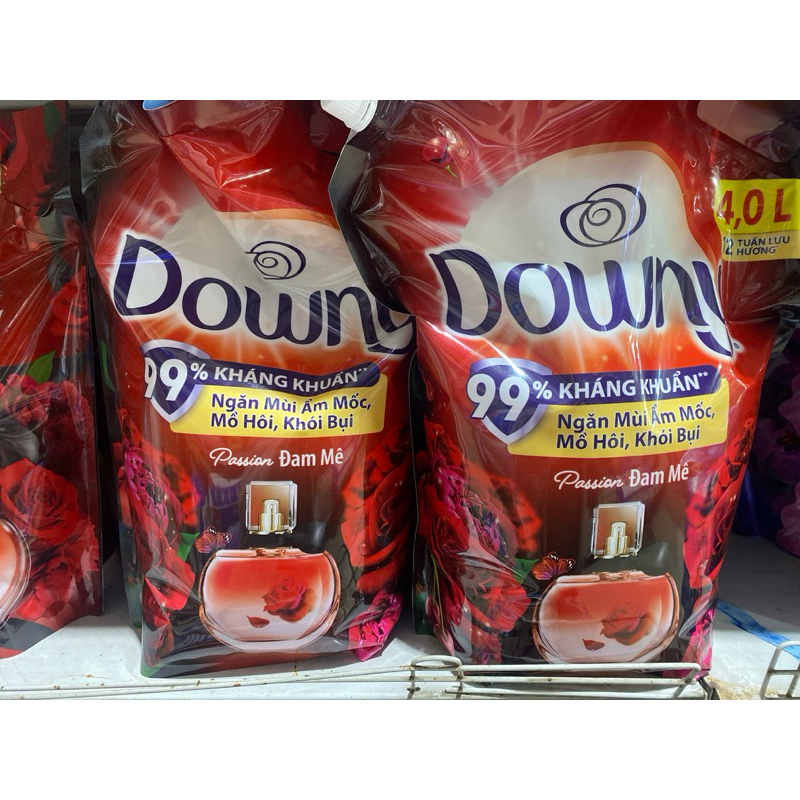 Downy
99% KHÁNG KHUẨN**
Ngăn Mùi Ẩm Mốc,
Mồ Hôi, Khói Bụi
Passion Đam Mê
Downy
4,0 L
TUẦN LƯU
HƯƠNG
99% KHÁNG KHUẨN**
Ngăn Mùi Ẩm Mốc,
Mồ Hôi, Khói Bụi
Passion Đam Mê